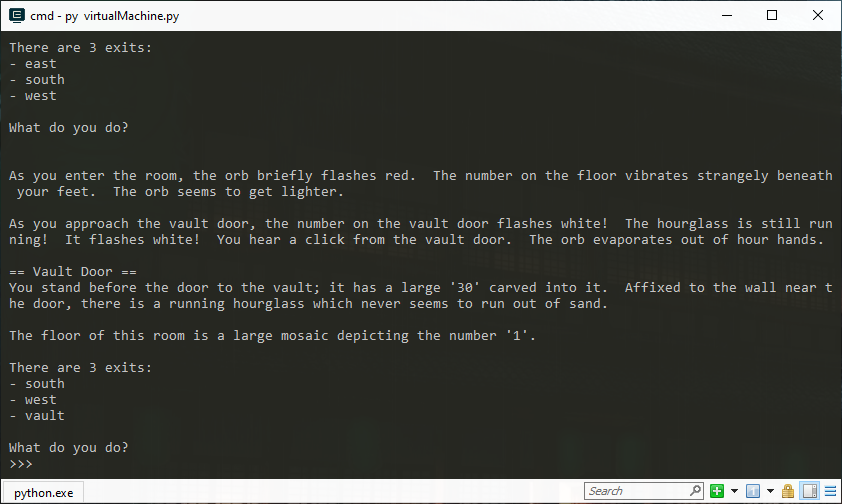 cmd - py  virtualMachine.py
There are 3 exits:
- east
- south
- west
What do you do?
As you enter the room, the orb briefly flashes red.  The number on the floor vibrates strangely beneath
 your feet.  The orb seems to get lighter.
As you approach the vault door, the number on the vault door flashes white!  The hourglass is still run
ning!  It flashes white!  You hear a click from the vault door.  The orb evaporates out of hour hands.
== Vault Door ==
You stand before the door to the vault; it has a large '30' carved into it.  Affixed to the wall near t
he door, there is a running hourglass which never seems to run out of sand.
The floor of this room is a large mosaic depicting the number '1'.
There are 3 exits:
- south
- west
- vault
What do you do?
>>>
python.exe
Search